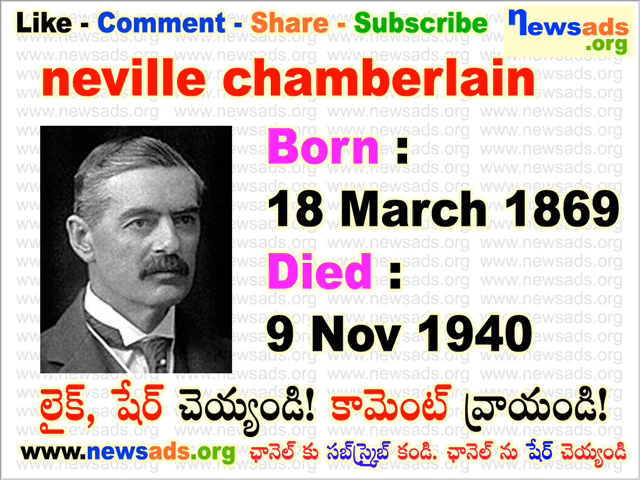 Like - Comment - Share - Subscribe
newsads
.org
neville chamberlain
Born :
18 March 1869
Died :
9 Nov 1940
లైక్, షేర్ చెయ్యండి! కామెంట్ వ్రాయండి!
www.newsads.org ఛానెల్ కు సబ్‌స్క్రైబ్ కండి. ఛానెల్ ను షేర్ చెయ్యండి